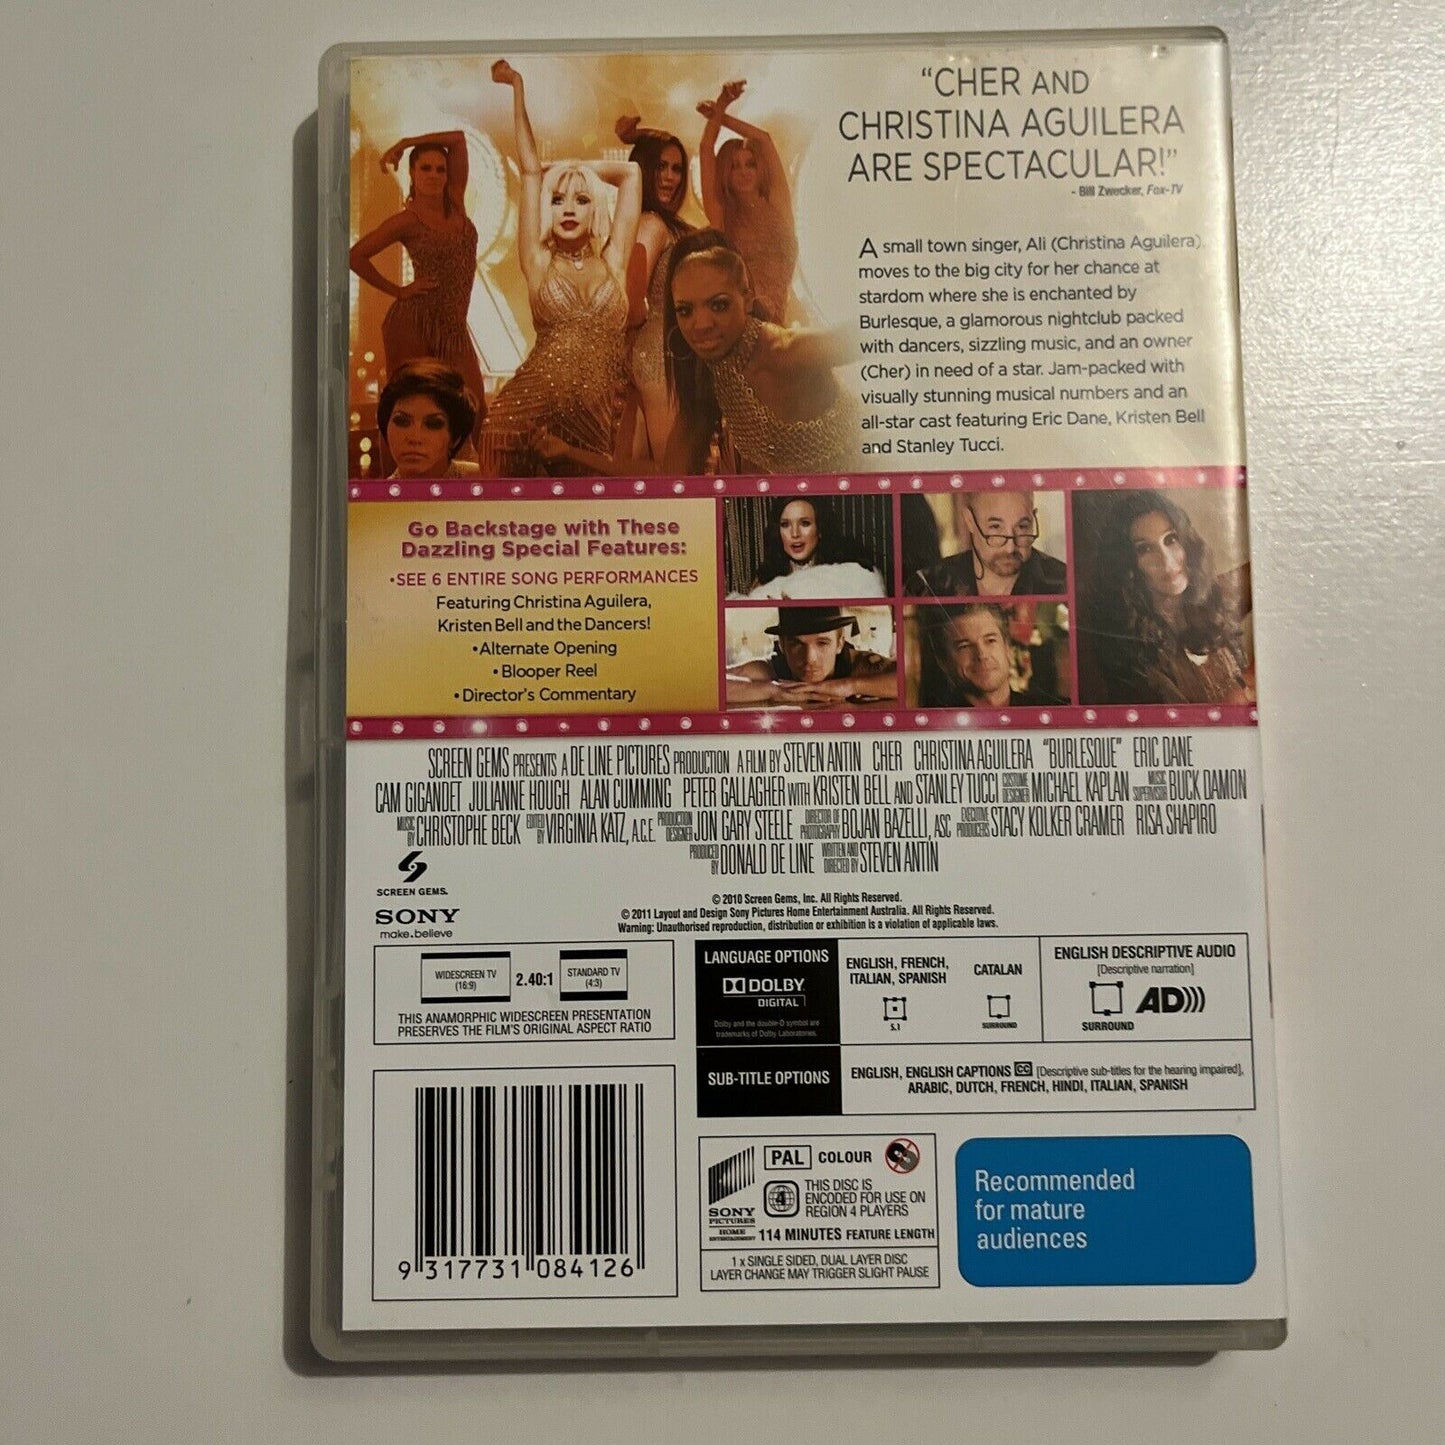 “CHER AND
CHRISTINA AGUILERA
ARE SPECTACULAR!”
- Bill Zwecker, Fox-TV
A small town singer, Ali (Christina Aguilera),
moves to the big city for her chance at
stardom where she is enchanted by
Burlesque, a glamorous nightclub packed
with dancers, sizzling music, and an owner
(Cher) in need of a star. Jam-packed with
visually stunning musical numbers and an
all-star cast featuring Eric Dane, Kristen Bell
and Stanley Tucci.
Go Backstage with These
Dazzling Special Features:
•SEE 6 ENTIRE SONG PERFORMANCES
Featuring Christina Aguilera,
Kristen Bell and the Dancers!
•Alternate Opening
• Blooper Reel
• Director's Commentary
SCREEN GEMS PRESENTS A DE LINE PICTURES PRODUCTION A FILM BY STEVEN ANTIN CHER CHRISTINA AGUILERA “BURLESQUE” ERIC DANE
CAM GIGANDET JULIANNE HOUGH ALAN CUMMING PETER GALLAGHER WITH KRISTEN BELL AND STANLEY TUCCI COSTUME DESIGNER MICHAEL KAPLAN MUSIC SUPERVISOR BUCK DAMON
MUSIC BY CHRISTOPHE BECK EDITED BY VIRGINIA KATZ, A.C.E. PRODUCTION DESIGNER JON GARY STEELE DIRECTOR OF PHOTOGRAPHY BOJAN BAZELLI, ASC EXECUTIVE PRODUCERS STACY KOLKER CRAMER RISA SHAPIRO
PRODUCED BY DONALD DE LINE WRITTEN AND DIRECTED BY STEVEN ANTIN
SCREEN GEMS.
SONY
make.believe
© 2010 Screen Gems, Inc. All Rights Reserved.
© 2011 Layout and Design Sony Pictures Home Entertainment Australia. All Rights Reserved.
Warning: Unauthorised reproduction, distribution or exhibition is a violation of applicable laws.
WIDESCREEN TV
(16:9)
2.40:1
STANDARD TV
(4:3)
THIS ANAMORPHIC WIDESCREEN PRESENTATION
PRESERVES THE FILM'S ORIGINAL ASPECT RATIO
LANGUAGE OPTIONS
DOLBY
DIGITAL
Dolby and the double-D symbol are
trademarks of Dolby Laboratories.
ENGLISH, FRENCH,
ITALIAN, SPANISH
5.1
CATALAN
SURROUND
ENGLISH DESCRIPTIVE AUDIO
[Descriptive narration]
SURROUND
AD)))
SUB-TITLE OPTIONS
ENGLISH, ENGLISH CAPTIONS CC [Descriptive sub-titles for the hearing impaired],
ARABIC, DUTCH, FRENCH, HINDI, ITALIAN, SPANISH
9 317731 084126
SONY
PICTURES
HOME
ENTERTAINMENT
PAL COLOUR
4
THIS DISC IS
ENCODED FOR USE ON
REGION 4 PLAYERS
114 MINUTES FEATURE LENGTH
1 x SINGLE SIDED, DUAL LAYER DISC
LAYER CHANGE MAY TRIGGER SLIGHT PAUSE
Recommended
for mature
audiences